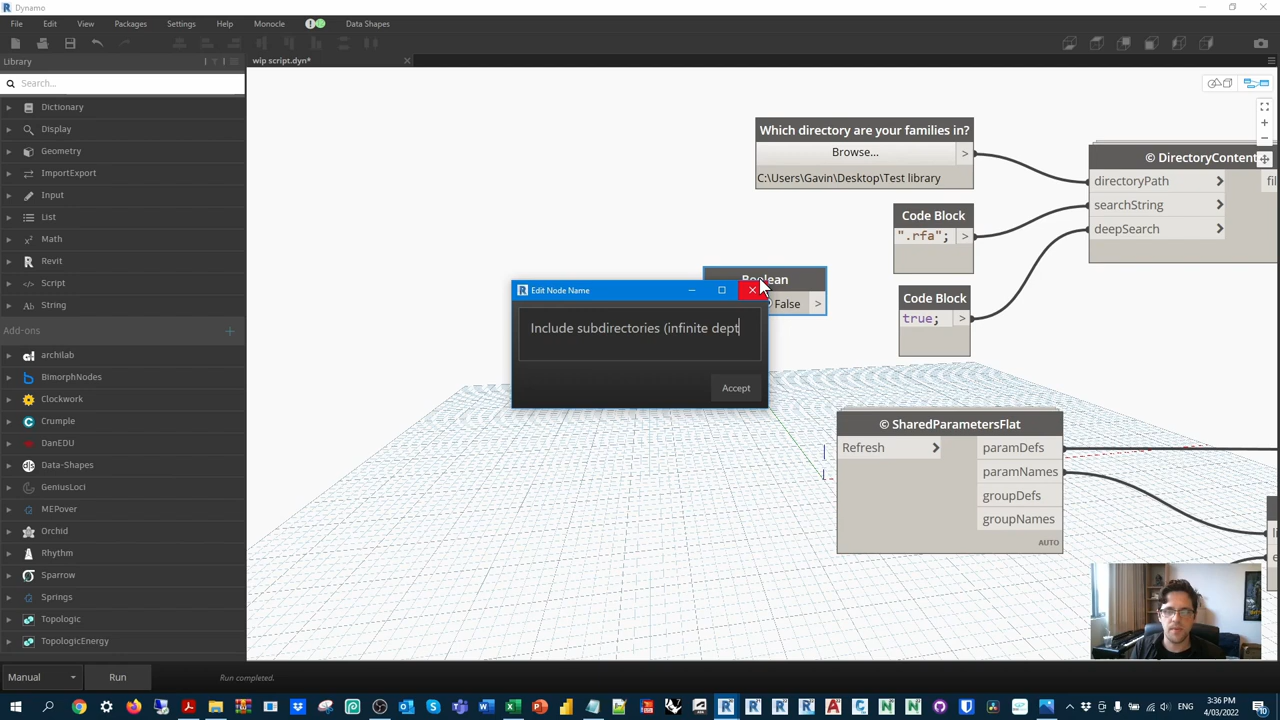 Dynamo
File Edit View Packages Settings Help Monocle Data Shapes
Library
wip script.dyn*
Search...
Dictionary
Display
Geometry
ImportExport
Input
List
Math
Revit
Script
String
Add-ons
archilab
BimorphNodes
Clockwork
Crumple
DanEDU
Data-Shapes
GeniusLoci
MEPover
Orchid
Rhythm
Sparrow
Springs
Topologic
TopologicEnergy
Which directory are your families in?
Browse... >
C:\Users\Gavin\Desktop\Test library
Code Block
".rfa"; >
Code Block
true; >
Boolean
False >
Edit Node Name
Include subdirectories (infinite dept
Accept
© DirectoryContent
directoryPath >
searchString >
deepSearch >
© SharedParametersFlat
Refresh > paramDefs
paramNames
groupDefs
groupNames
AUTO
Manual Run Run completed.
3:36 PM
4/03/2022